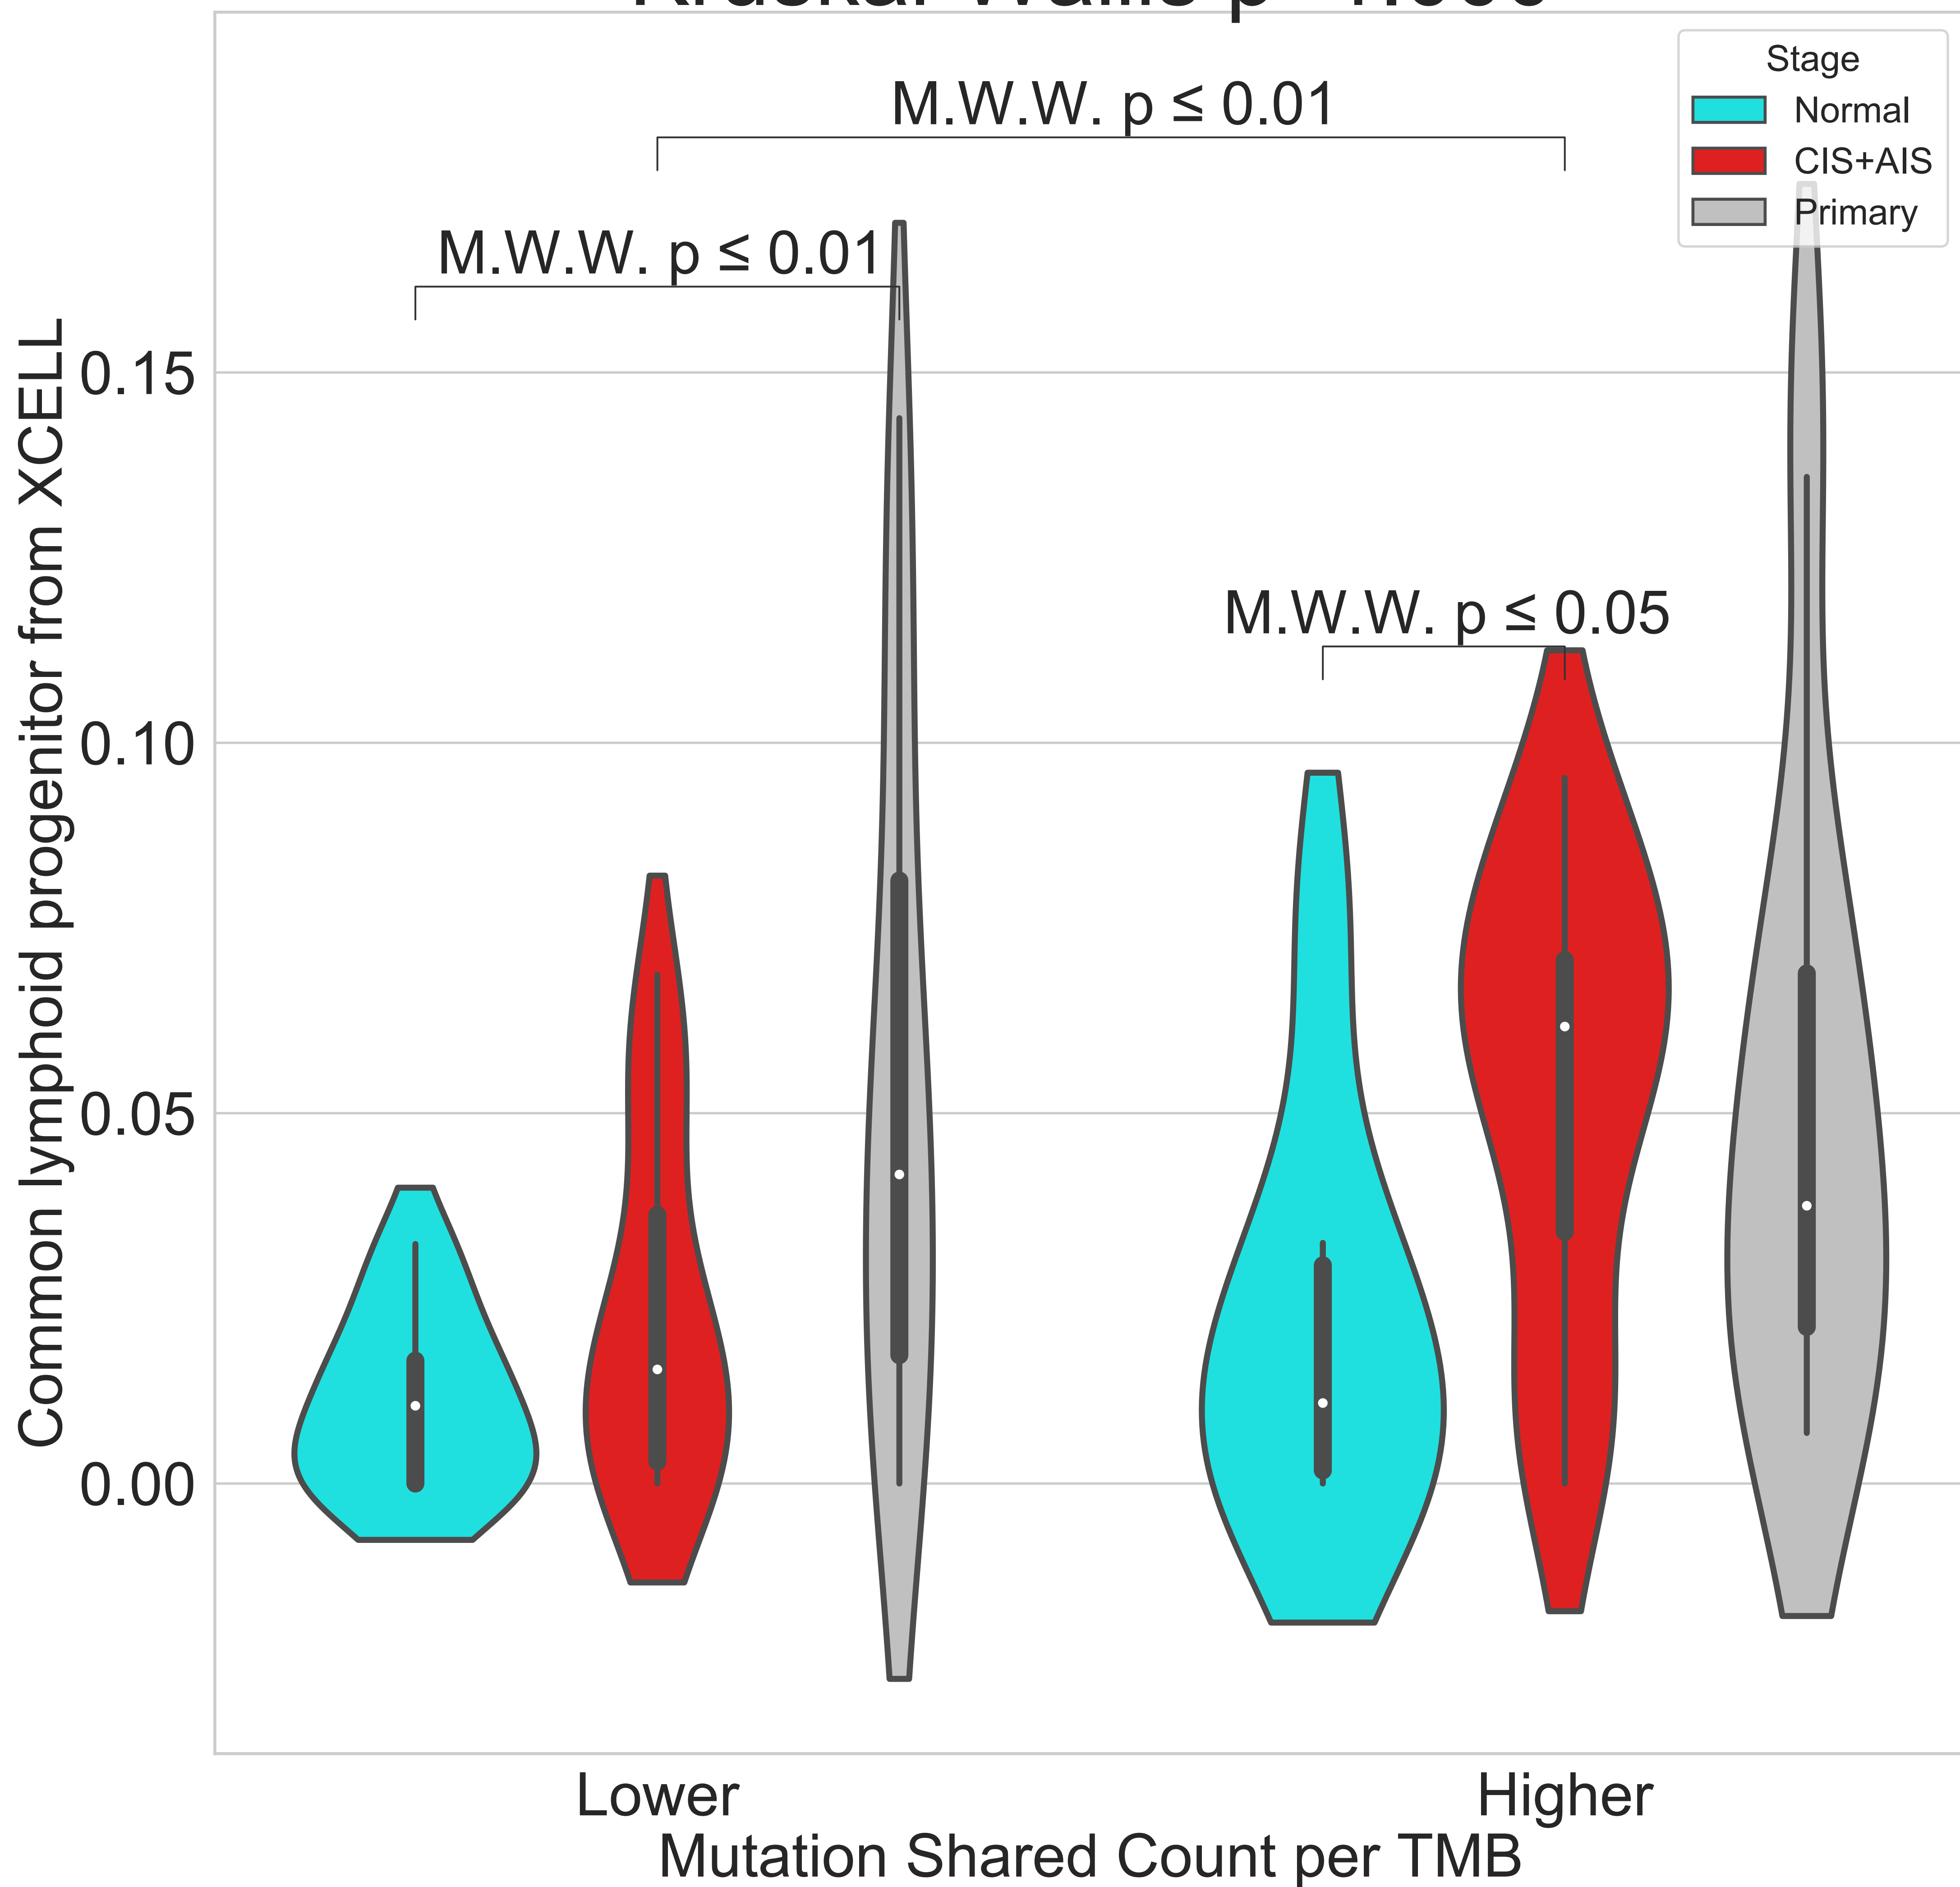 Stage
Normal
CIS+AIS
Primary
M.W.W. p ≤ 0.01
M.W.W. p ≤ 0.01
M.W.W. p ≤ 0.05
Common lymphoid progenitor from XCELL
0.15
0.10
0.05
0.00
Lower
Higher
Mutation Shared Count per TMB